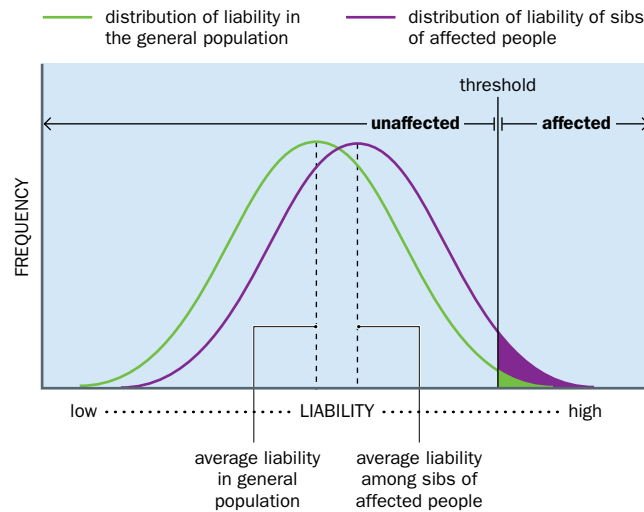 distribution of liability in
the general population
distribution of liability of sibs
of affected people
threshold
unaffected
affected
FREQUENCY
low
LIABILITY
high
average liability
in general
population
average liability
among sibs of
affected people